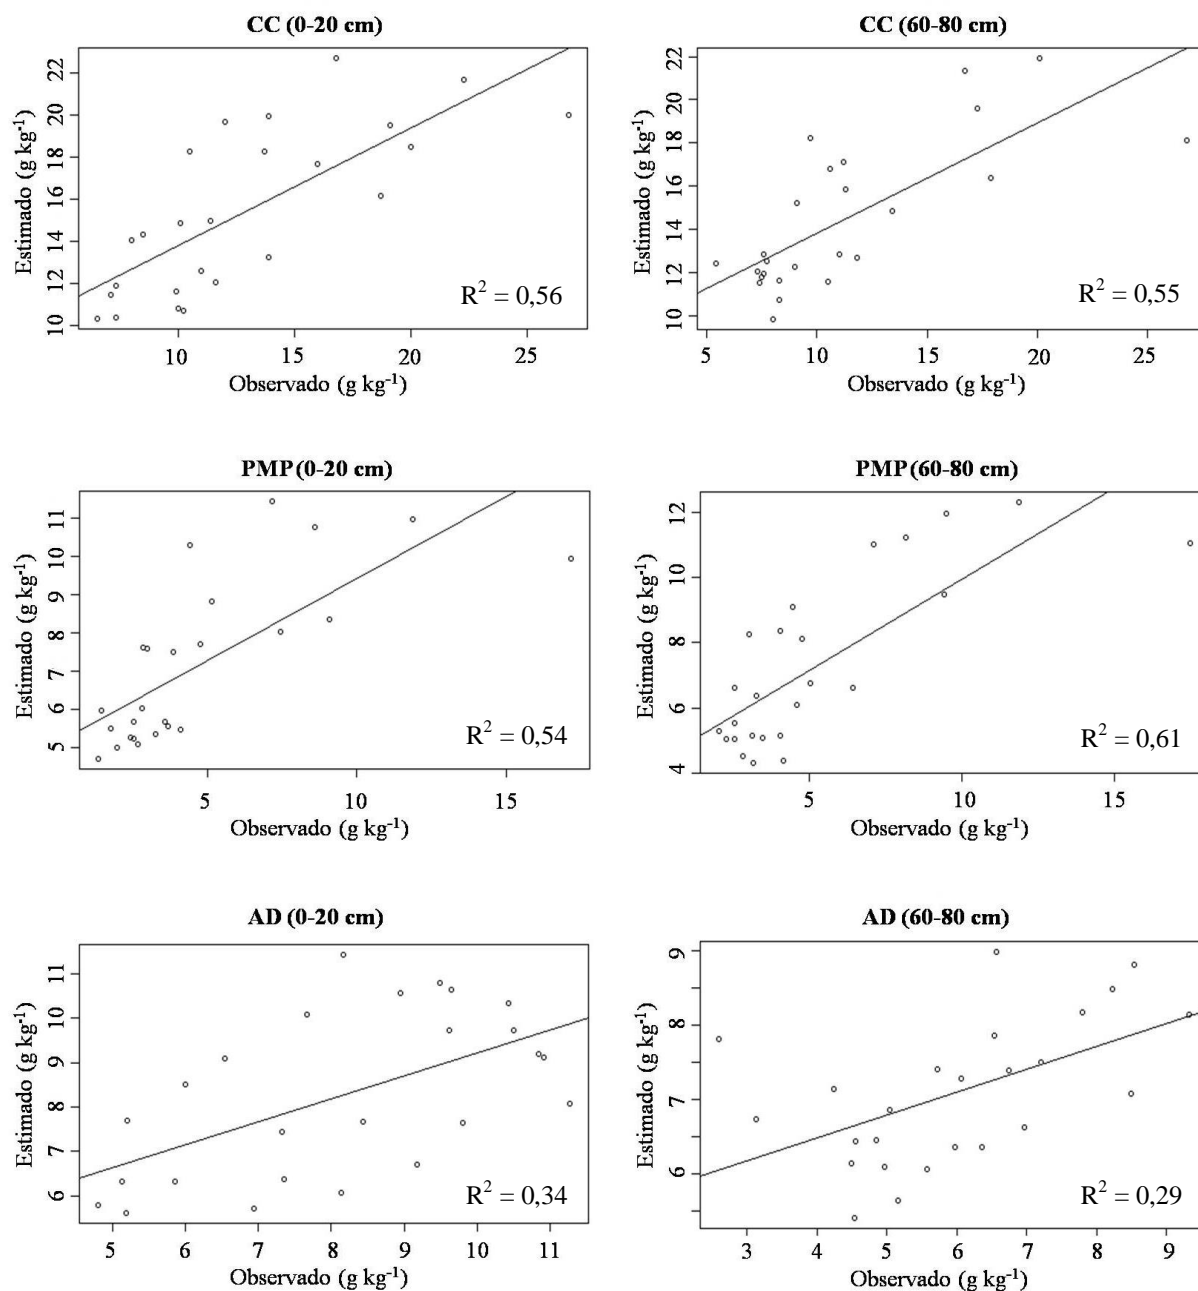 CC (0-20 cm)
Estimado (g kg⁻¹)
10 12 14 16 18 20 22
R² = 0,56
10 15 20 25
Observado (g kg⁻¹)
CC (60-80 cm)
Estimado (g kg⁻¹)
10 12 14 16 18 20 22
R² = 0,55
5 10 15 20 25
Observado (g kg⁻¹)
PMP (0-20 cm)
Estimado (g kg⁻¹)
5 6 7 8 9 10 11
R² = 0,54
5 10 15
Observado (g kg⁻¹)
PMP (60-80 cm)
Estimado (g kg⁻¹)
4 6 8 10 12
R² = 0,61
5 10 15
Observado (g kg⁻¹)
AD (0-20 cm)
Estimado (g kg⁻¹)
6 7 8 9 10 11
R² = 0,34
5 6 7 8 9 10 11
Observado (g kg⁻¹)
AD (60-80 cm)
Estimado (g kg⁻¹)
6 7 8 9
R² = 0,29
3 4 5 6 7 8 9
Observado (g kg⁻¹)